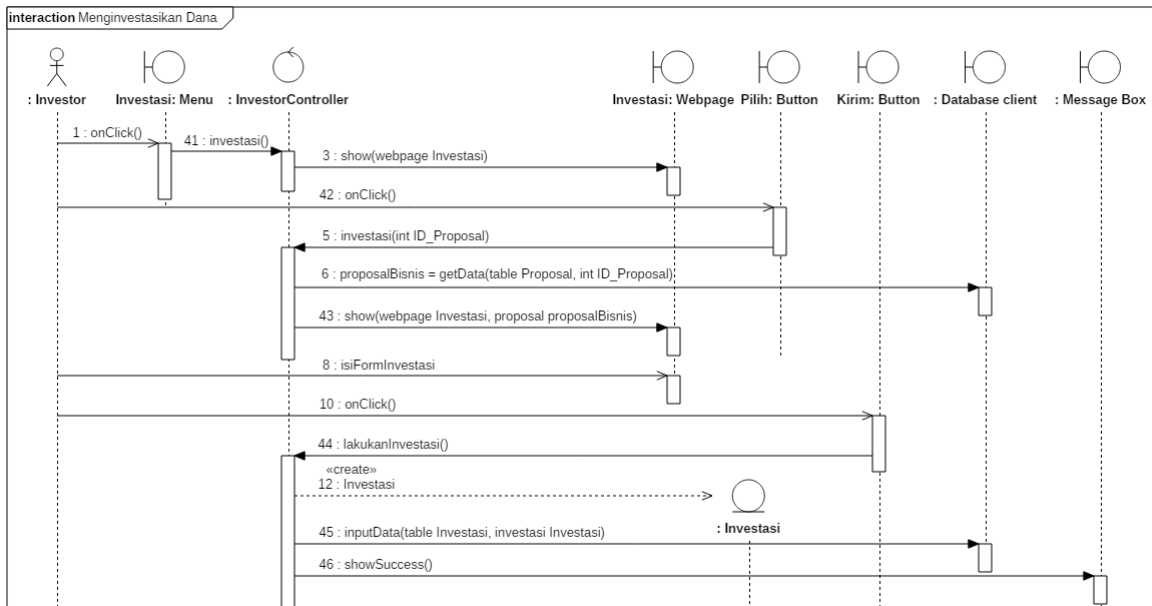 interaction Menginvestasikan Dana
: Investor
Investasi: Menu
: InvestorController
Investasi: Webpage
Pilih: Button
Kirim: Button
: Database client
: Message Box
1 : onClick()
41 : investasi()
3 : show(webpage Investasi)
42 : onClick()
5 : investasi(int ID_Proposal)
6 : proposalBisnis = getData(table Proposal, int ID_Proposal)
43 : show(webpage Investasi, proposal proposalBisnis)
8 : isiFormInvestasi
10 : onClick()
44 : lakukanInvestasi()
«create»
12 : Investasi
: Investasi
45 : inputData(table Investasi, investasi Investasi)
46 : showSuccess()